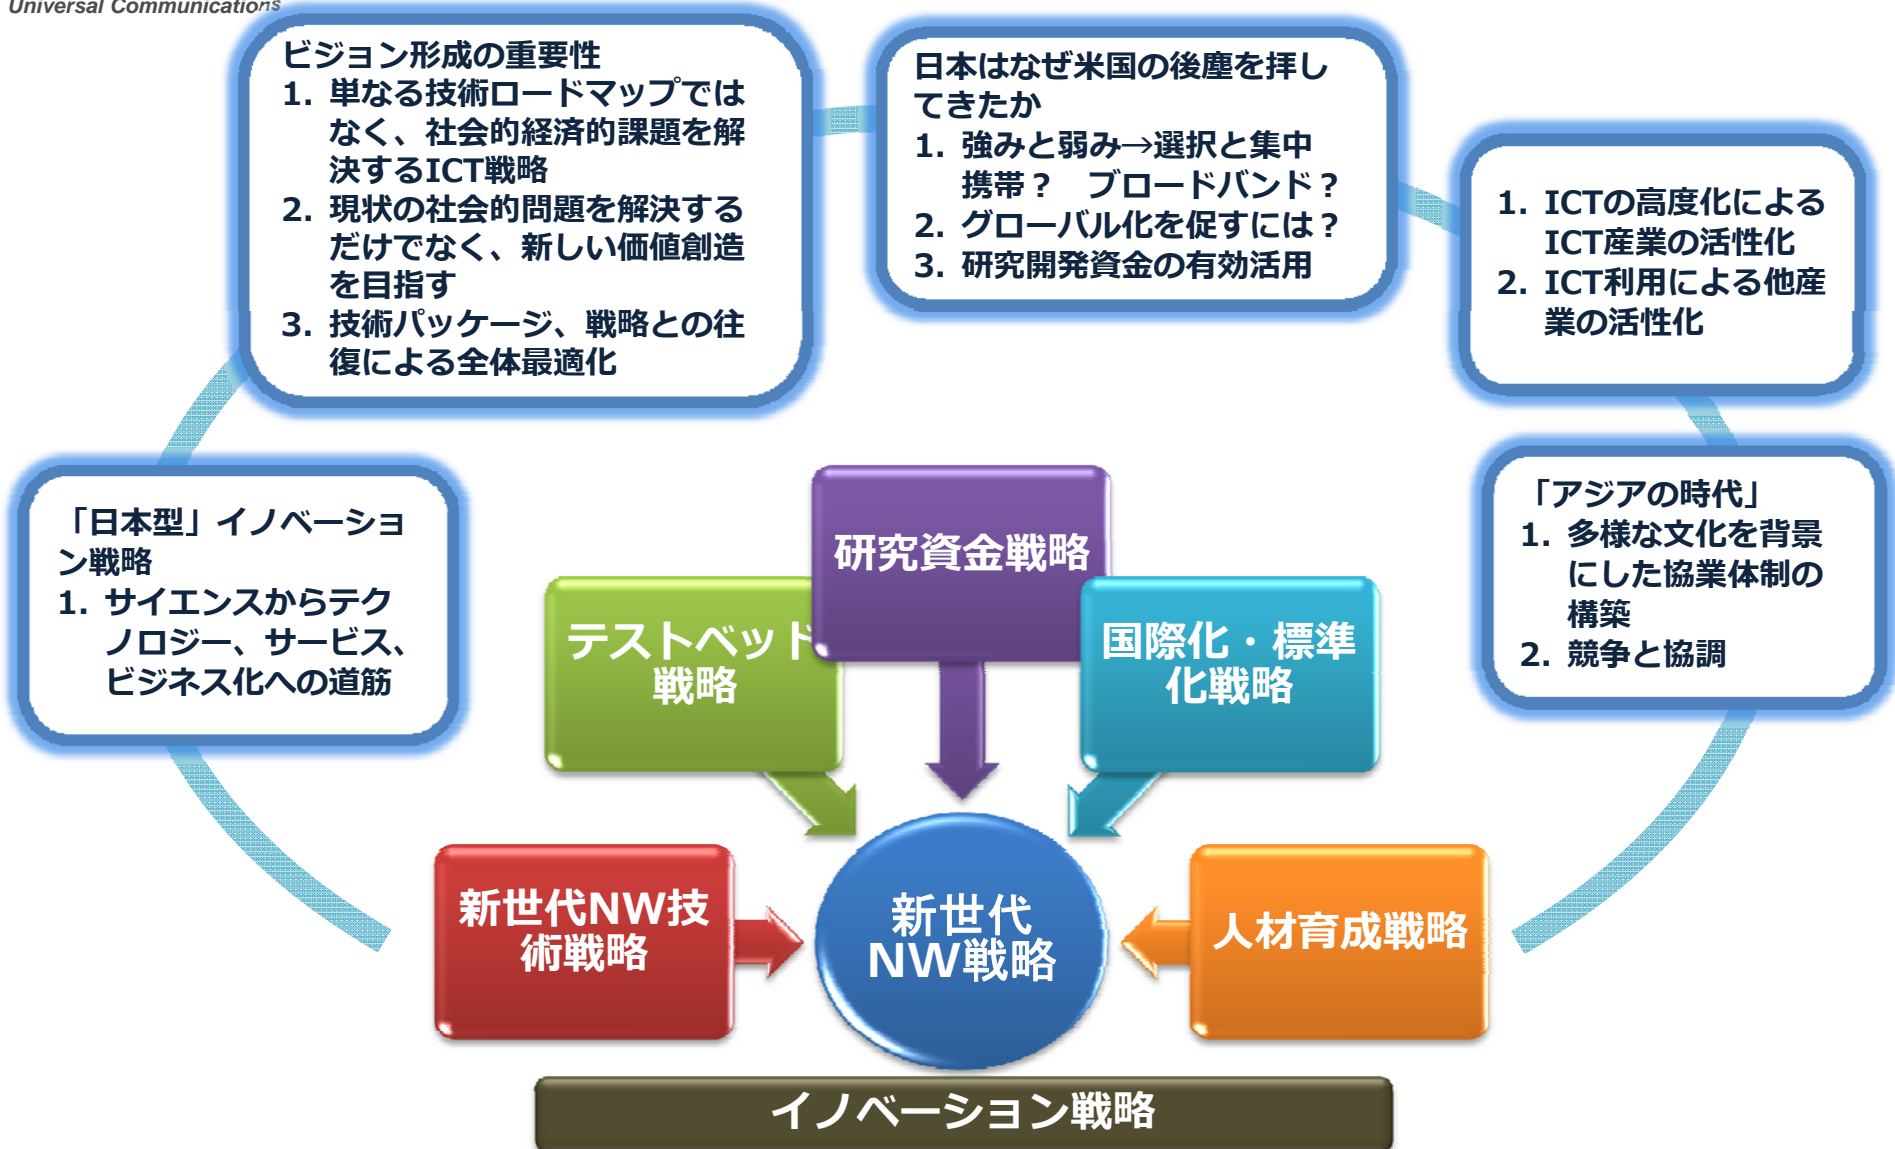 Universal Communications
ビジョン形成の重要性
1. 単なる技術ロードマップでは
なく、社会的経済的課題を解
決するICT戦略
2. 現状の社会的問題を解決する
だけでなく、新しい価値創造
を目指す
3. 技術パッケージ、戦略との往
復による全体最適化
日本はなぜ米国の後塵を拝し
てきたか
1. 強みと弱み→選択と集中
携帯？　ブロードバンド？
2. グローバル化を促すには？
3. 研究開発資金の有効活用
1. ICTの高度化による
ICT産業の活性化
2. ICT利用による他産
業の活性化
「日本型」イノベーショ
ン戦略
1. サイエンスからテク
ノロジー、サービス、
ビジネス化への道筋
「アジアの時代」
1. 多様な文化を背景
にした協業体制の
構築
2. 競争と協調
研究資金戦略
テストベッド
戦略
国際化・標準
化戦略
新世代NW技
術戦略
新世代
NW戦略
人材育成戦略
イノベーション戦略